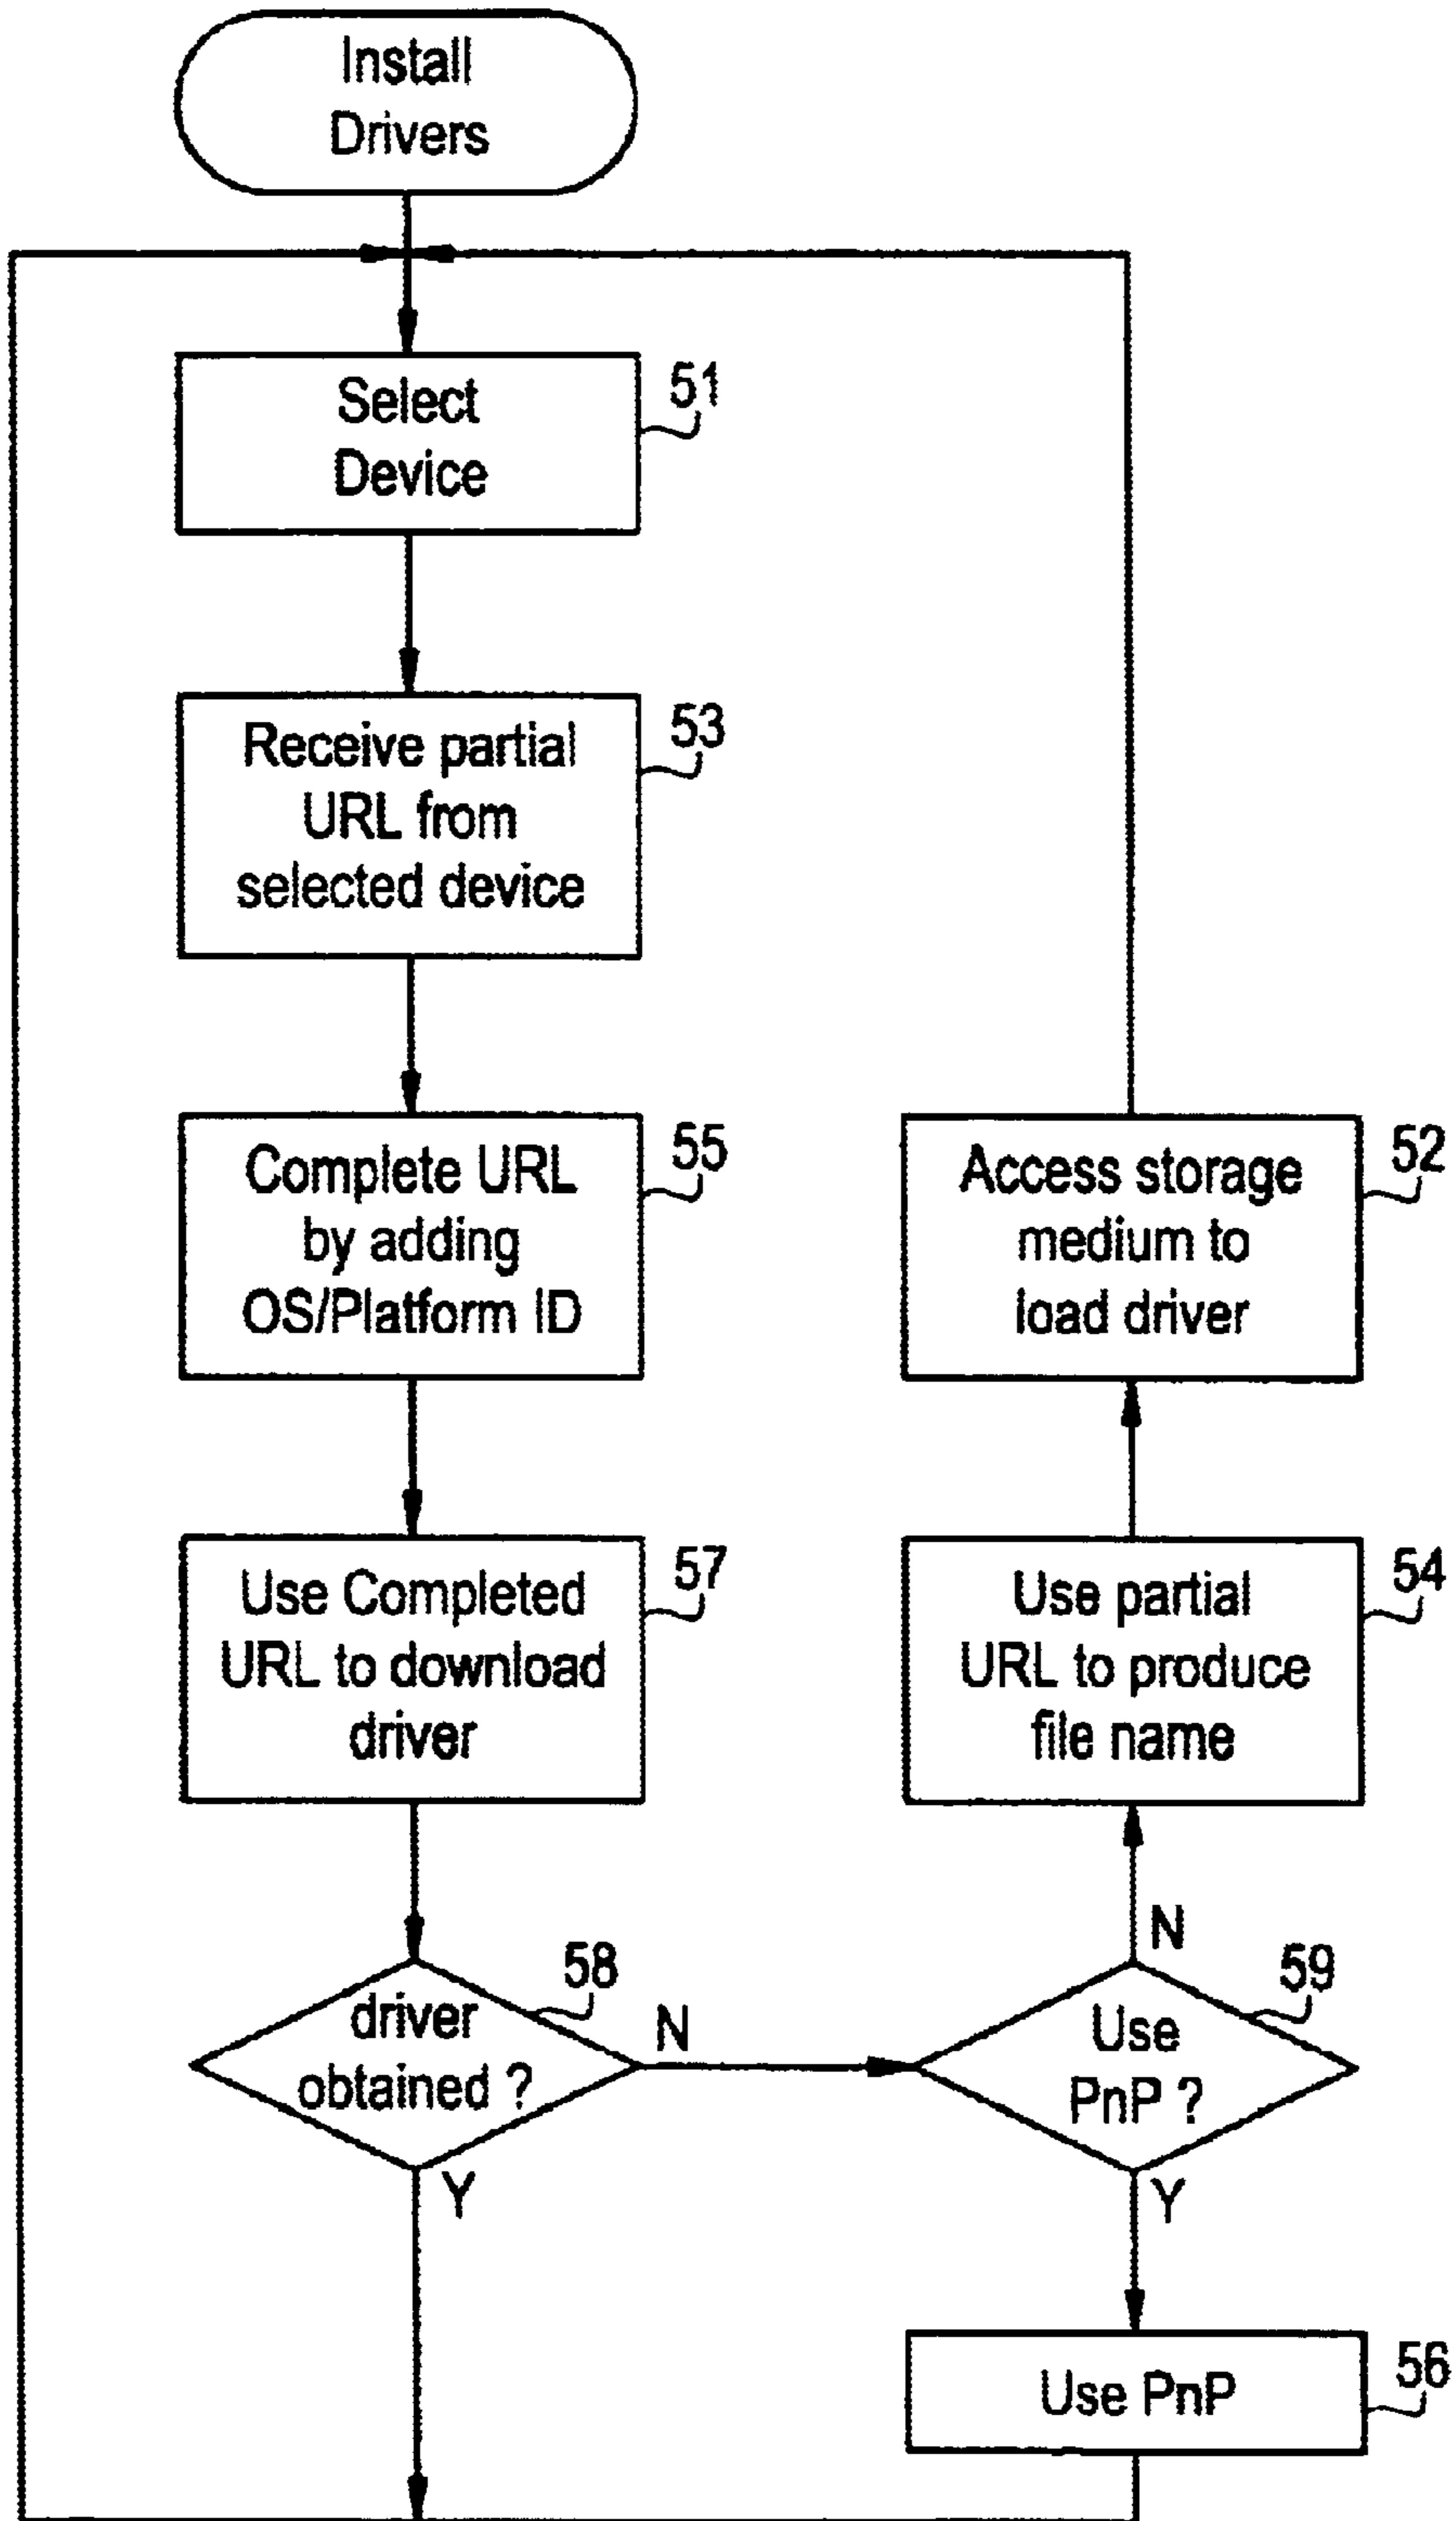 Install
Drivers
Select
Device
51
Receive partial
URL from
selected device
53
Complete URL
by adding
OS/Platform ID
55
Access storage
medium to
load driver
52
Use Completed
URL to download
driver
57
Use partial
URL to produce
file name
54
driver
obtained ?
58
N
Y
Use
PnP ?
59
N
Y
Use PnP
56